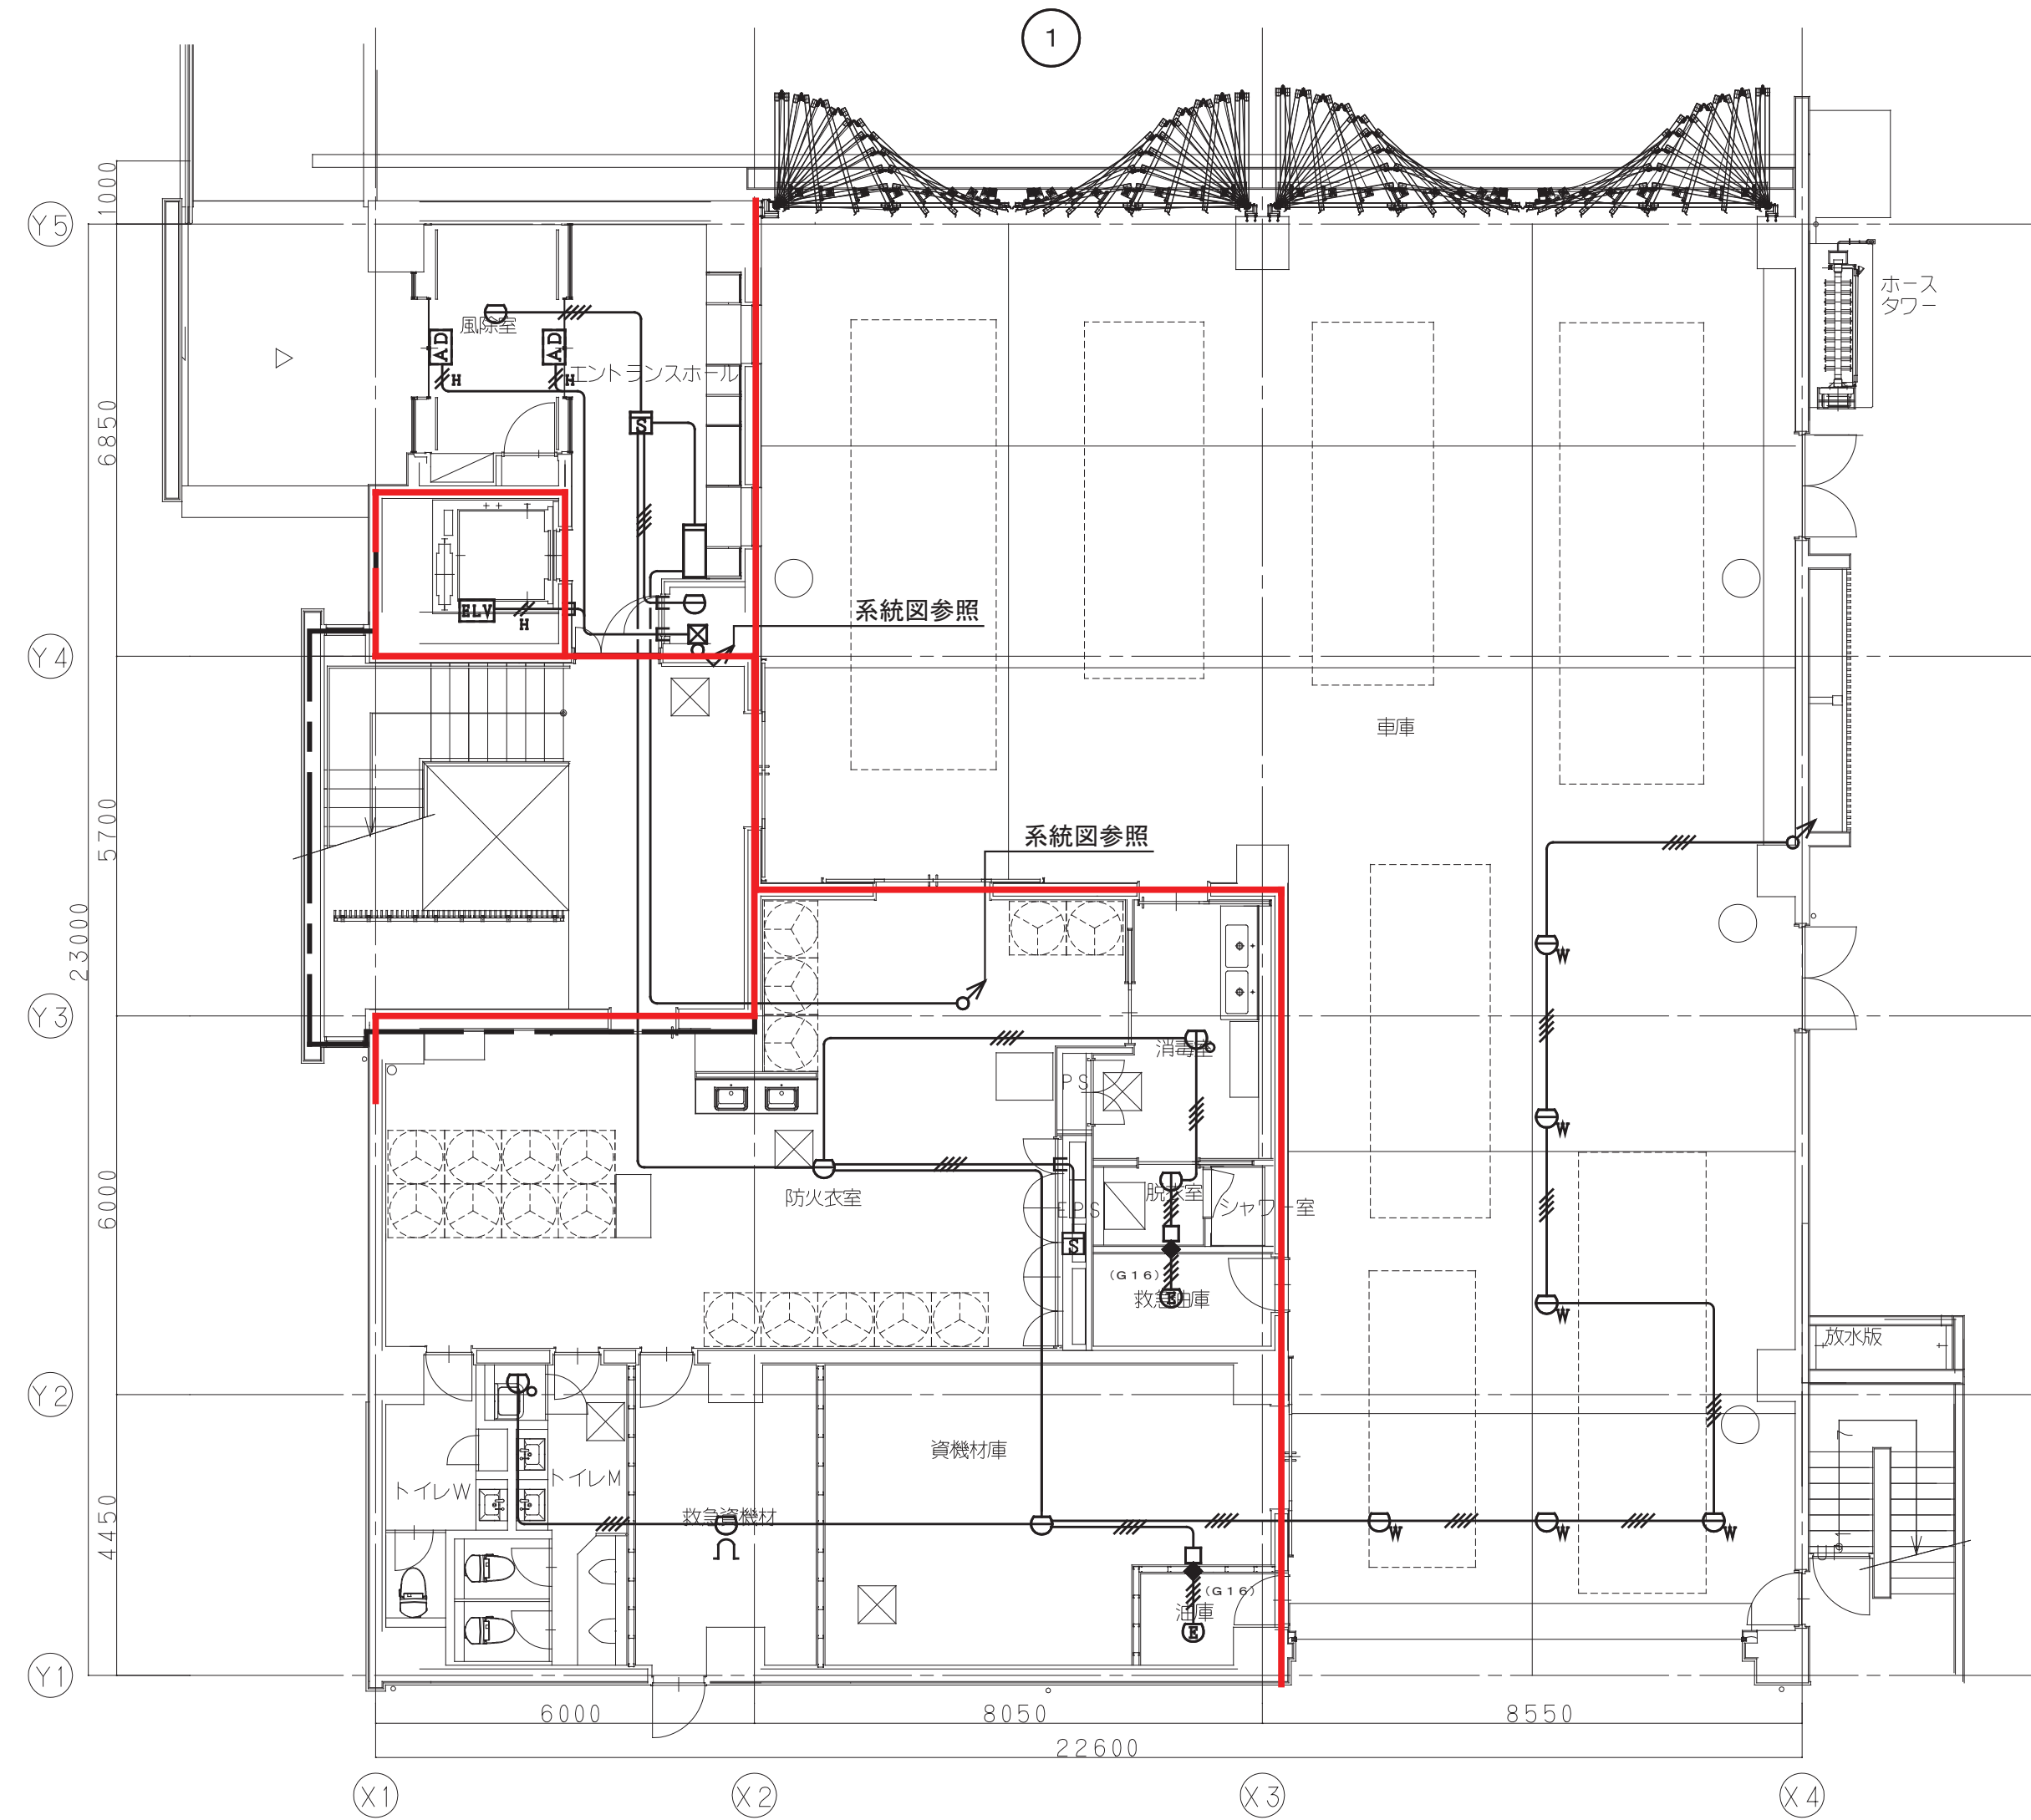 1
1000
Y5
ホース
タワー
風除室
AD
AD
H
H
エントランスホール
6850
S
系統図参照
ELV
H
Y4
車庫
5700
系統図参照
23000
W
Y3
消毒室
PS
W
防火衣室
脱衣室
シャワー室
EPS
6000
S
(G16)
救急油庫
E
W
放水版
Y2
資機材庫
トイレW
トイレM
救急資機材
4450
W
W
W
UP
(G16)
油庫
E
Y1
6000
8050
8550
22600
X1
X2
X3
X4